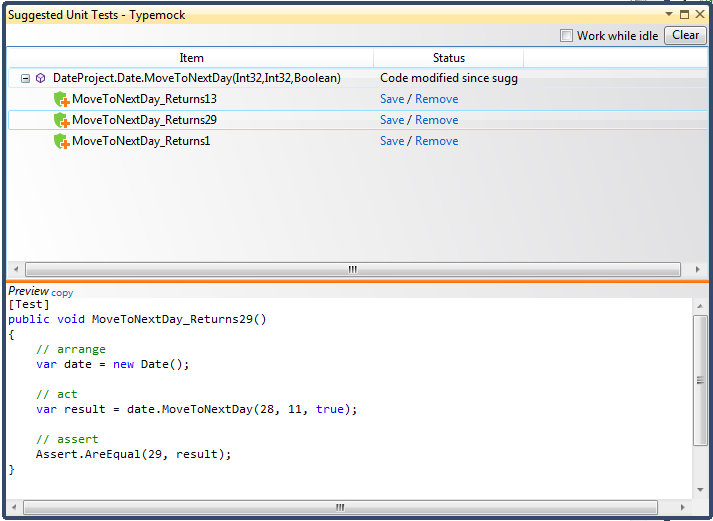 Suggested Unit Tests - Typemock
Work while idle Clear
Item Status
DateProject.Date.MoveToNextDay(Int32,Int32,Boolean) Code modified since sugg
MoveToNextDay_Returns13 Save / Remove
MoveToNextDay_Returns29 Save / Remove
MoveToNextDay_Returns1 Save / Remove
Preview copy
[Test]
public void MoveToNextDay_Returns29()
{
    // arrange
    var date = new Date();

    // act
    var result = date.MoveToNextDay(28, 11, true);

    // assert
    Assert.AreEqual(29, result);
}